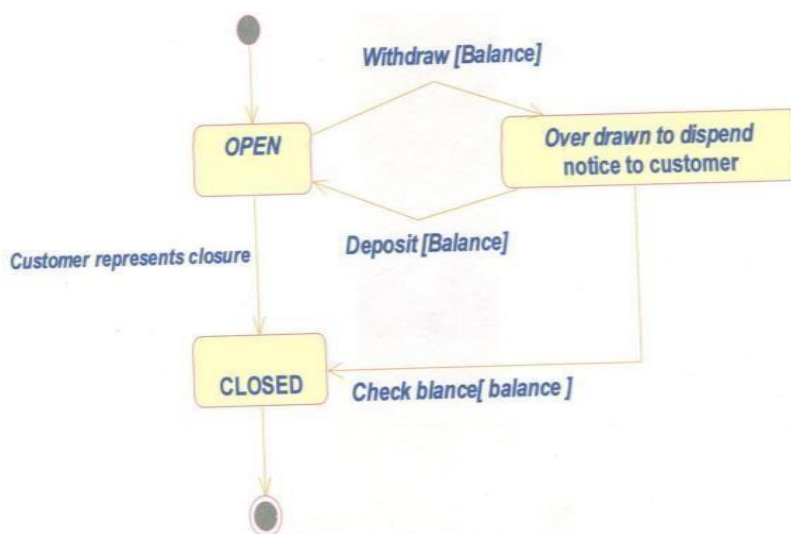 Withdraw [Balance]
OPEN
Over drawn to dispend
notice to customer
Deposit [Balance]
Customer represents closure
CLOSED
Check blance[ balance ]